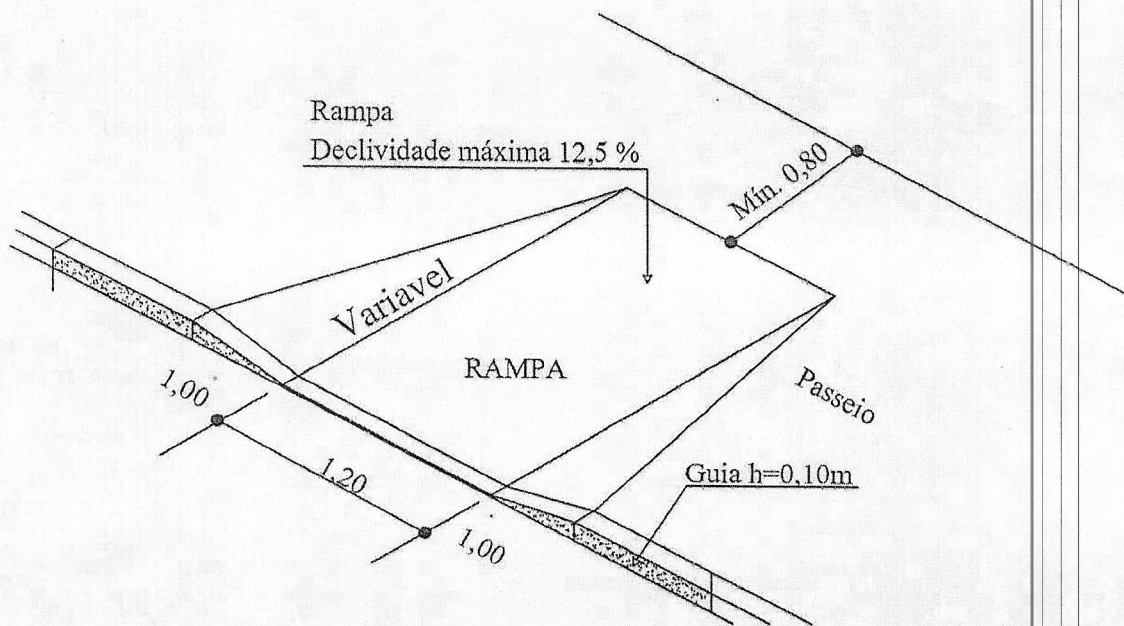 Rampa
Declividade máxima 12,5 %
Mín. 0,80
Variavel
RAMPA
Passeio
1,00
1,20
1,00
Guia h=0,10m